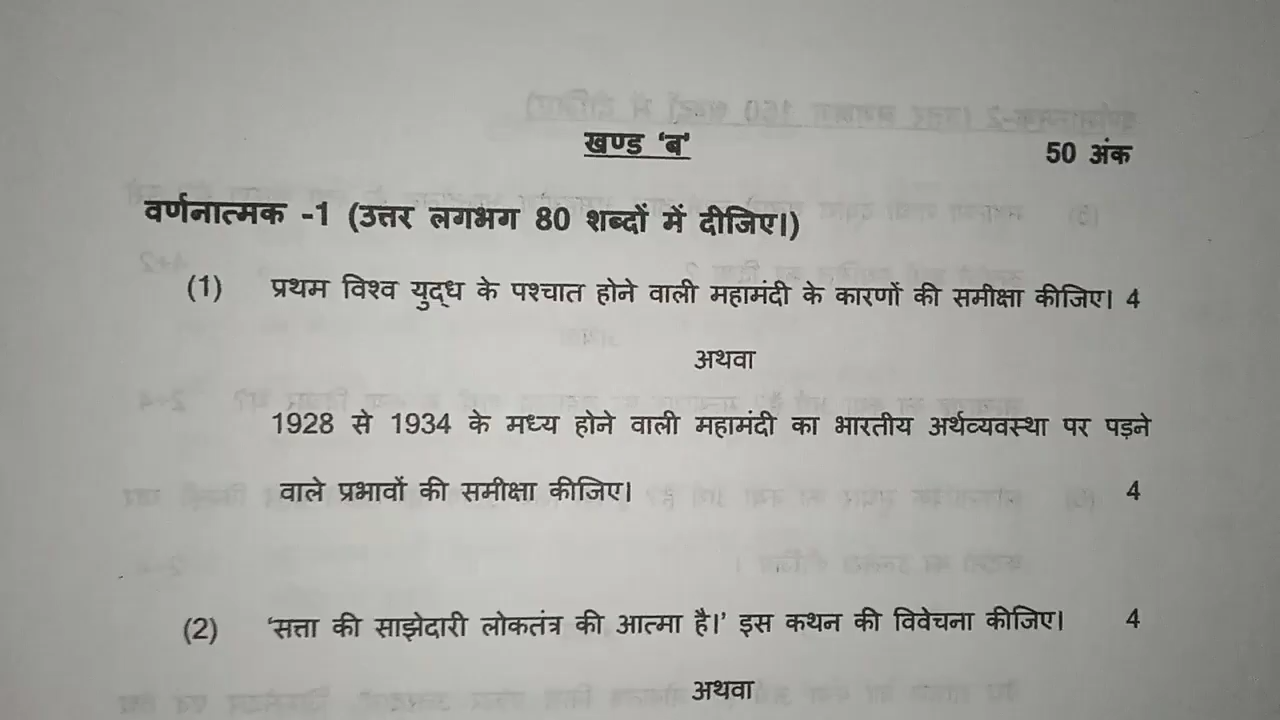 खण्ड 'ब'
50 अंक
वर्णनात्मक -1 (उत्तर लगभग 80 शब्दों में दीजिए।)
(1) प्रथम विश्व युद्ध के पश्चात होने वाली महामंदी के कारणों की समीक्षा कीजिए। 4
अथवा
1928 से 1934 के मध्य होने वाली महामंदी का भारतीय अर्थव्यवस्था पर पड़ने
वाले प्रभावों की समीक्षा कीजिए। 4
(2) 'सत्ता की साझेदारी लोकतंत्र की आत्मा है।' इस कथन की विवेचना कीजिए। 4
अथवा